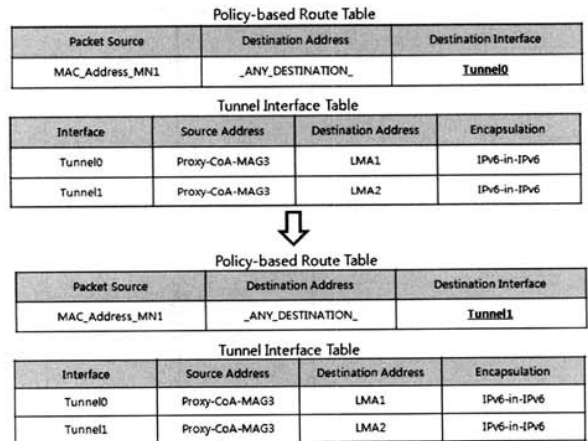 Policy-based Route Table
Packet Source Destination Address Destination Interface
MAC_Address_MN1 _ANY_DESTINATION_ Tunnel0
Tunnel Interface Table
Interface Source Address Destination Address Encapsulation
Tunnel0 Proxy-CoA-MAG3 LMA1 IPv6-in-IPv6
Tunnel1 Proxy-CoA-MAG3 LMA2 IPv6-in-IPv6
Policy-based Route Table
Packet Source Destination Address Destination Interface
MAC_Address_MN1 _ANY_DESTINATION_ Tunnel1
Tunnel Interface Table
Interface Source Address Destination Address Encapsulation
Tunnel0 Proxy-CoA-MAG3 LMA1 IPv6-in-IPv6
Tunnel1 Proxy-CoA-MAG3 LMA2 IPv6-in-IPv6